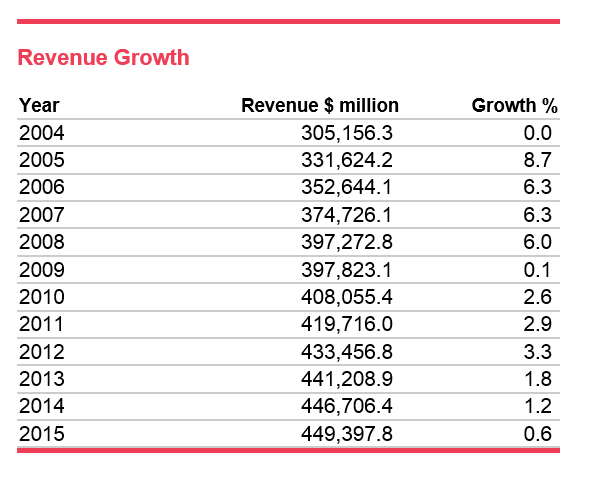 Revenue Growth
Year Revenue $ million Growth %
2004 305,156.3 0.0
2005 331,624.2 8.7
2006 352,644.1 6.3
2007 374,726.1 6.3
2008 397,272.8 6.0
2009 397,823.1 0.1
2010 408,055.4 2.6
2011 419,716.0 2.9
2012 433,456.8 3.3
2013 441,208.9 1.8
2014 446,706.4 1.2
2015 449,397.8 0.6